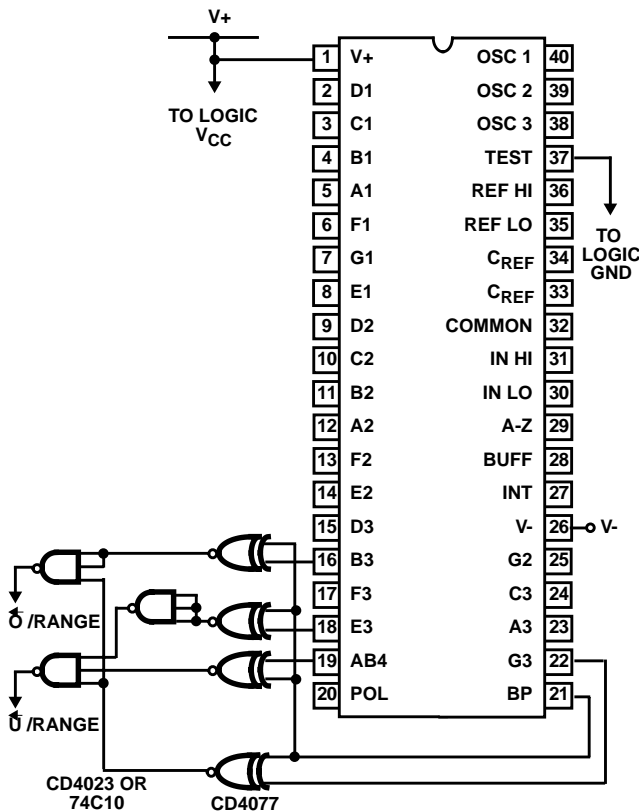 V+
TO LOGIC
VCC
1 V+ OSC 1 40
2 D1 OSC 2 39
3 C1 OSC 3 38
4 B1 TEST 37
5 A1 REF HI 36
6 F1 REF LO 35
7 G1 CREF 34
8 E1 CREF 33
9 D2 COMMON 32
10 C2 IN HI 31
11 B2 IN LO 30
12 A2 A-Z 29
13 F2 BUFF 28
14 E2 INT 27
15 D3 V- 26 V-
16 B3 G2 25
17 F3 C3 24
18 E3 A3 23
19 AB4 G3 22
20 POL BP 21
TO
LOGIC
GND
O /RANGE
U /RANGE
CD4023 OR
74C10
CD4077